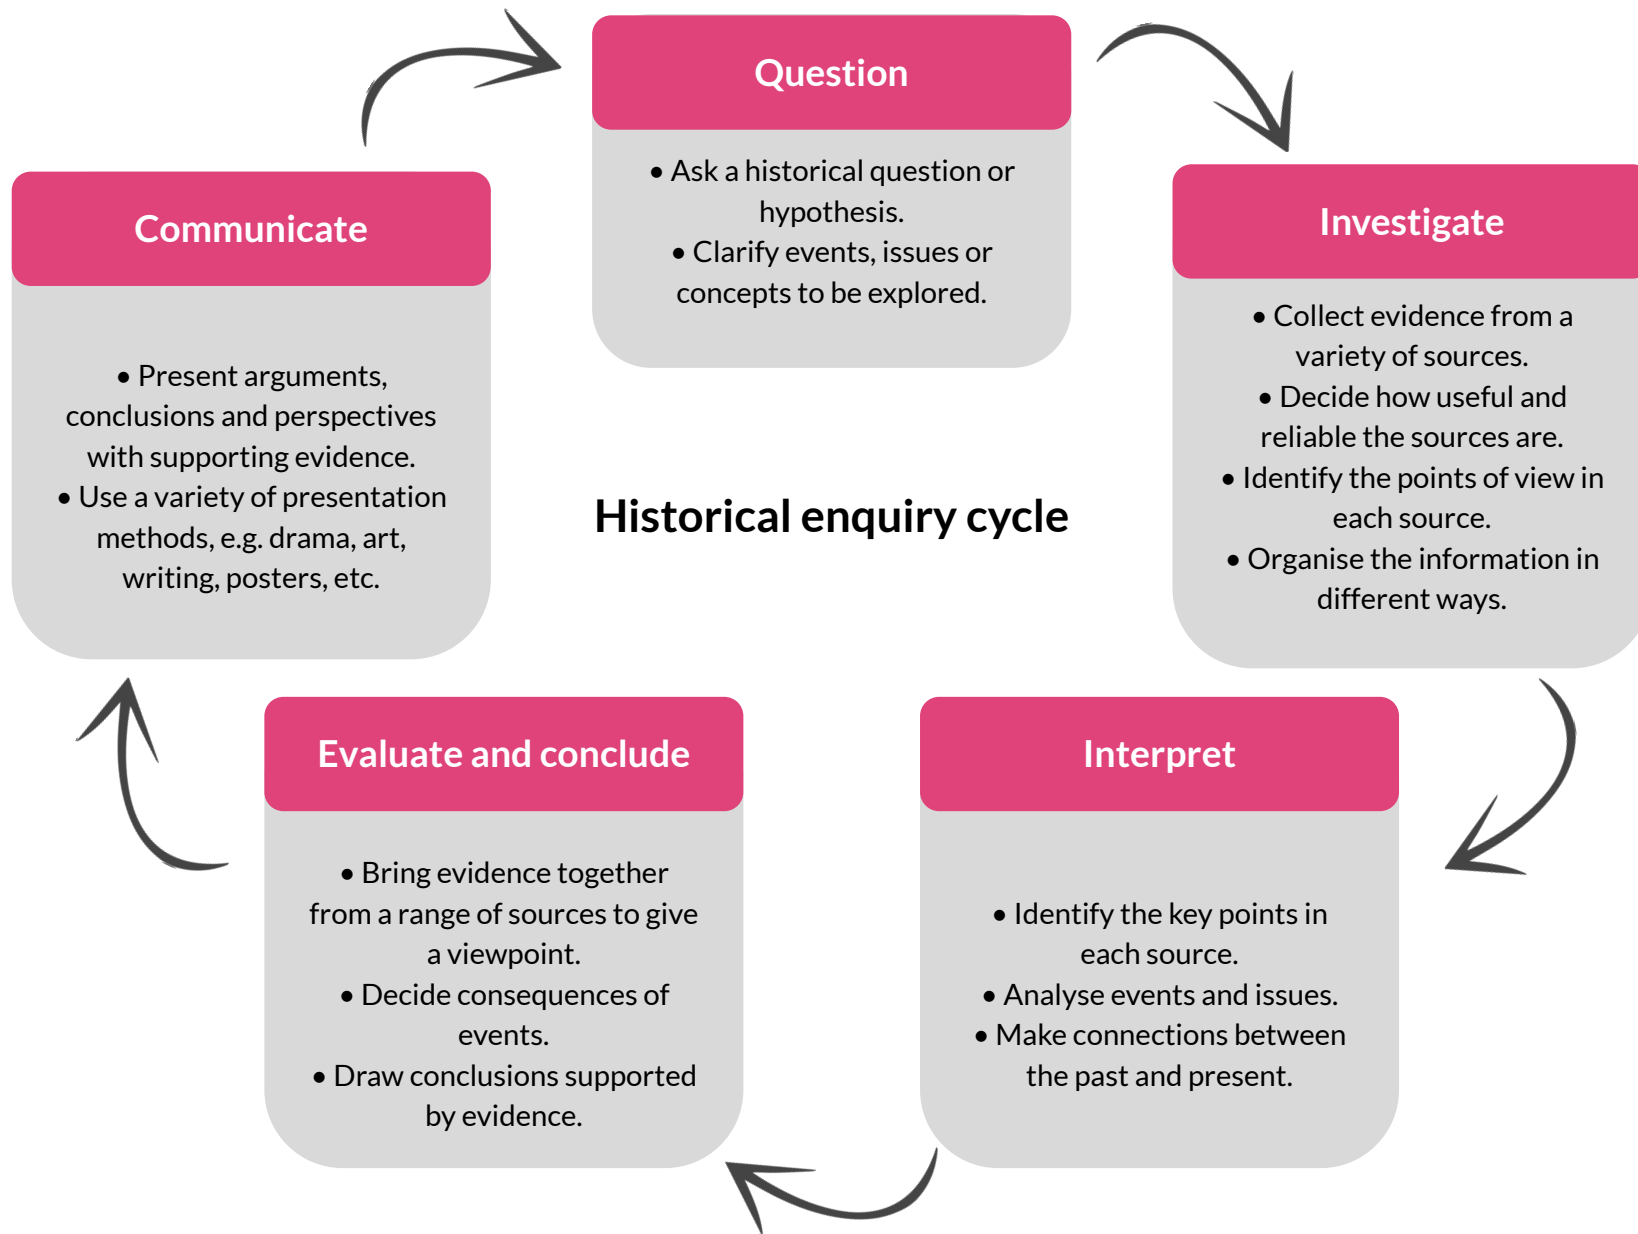 Question
• Ask a historical question or
hypothesis.
• Clarify events, issues or
concepts to be explored.
Investigate
• Collect evidence from a
variety of sources.
• Decide how useful and
reliable the sources are.
• Identify the points of view in
each source.
• Organise the information in
different ways.
Interpret
• Identify the key points in
each source.
• Analyse events and issues.
• Make connections between
the past and present.
Evaluate and conclude
• Bring evidence together
from a range of sources to give
a viewpoint.
• Decide consequences of
events.
• Draw conclusions supported
by evidence.
Communicate
• Present arguments,
conclusions and perspectives
with supporting evidence.
• Use a variety of presentation
methods, e.g. drama, art,
writing, posters, etc.
Historical enquiry cycle